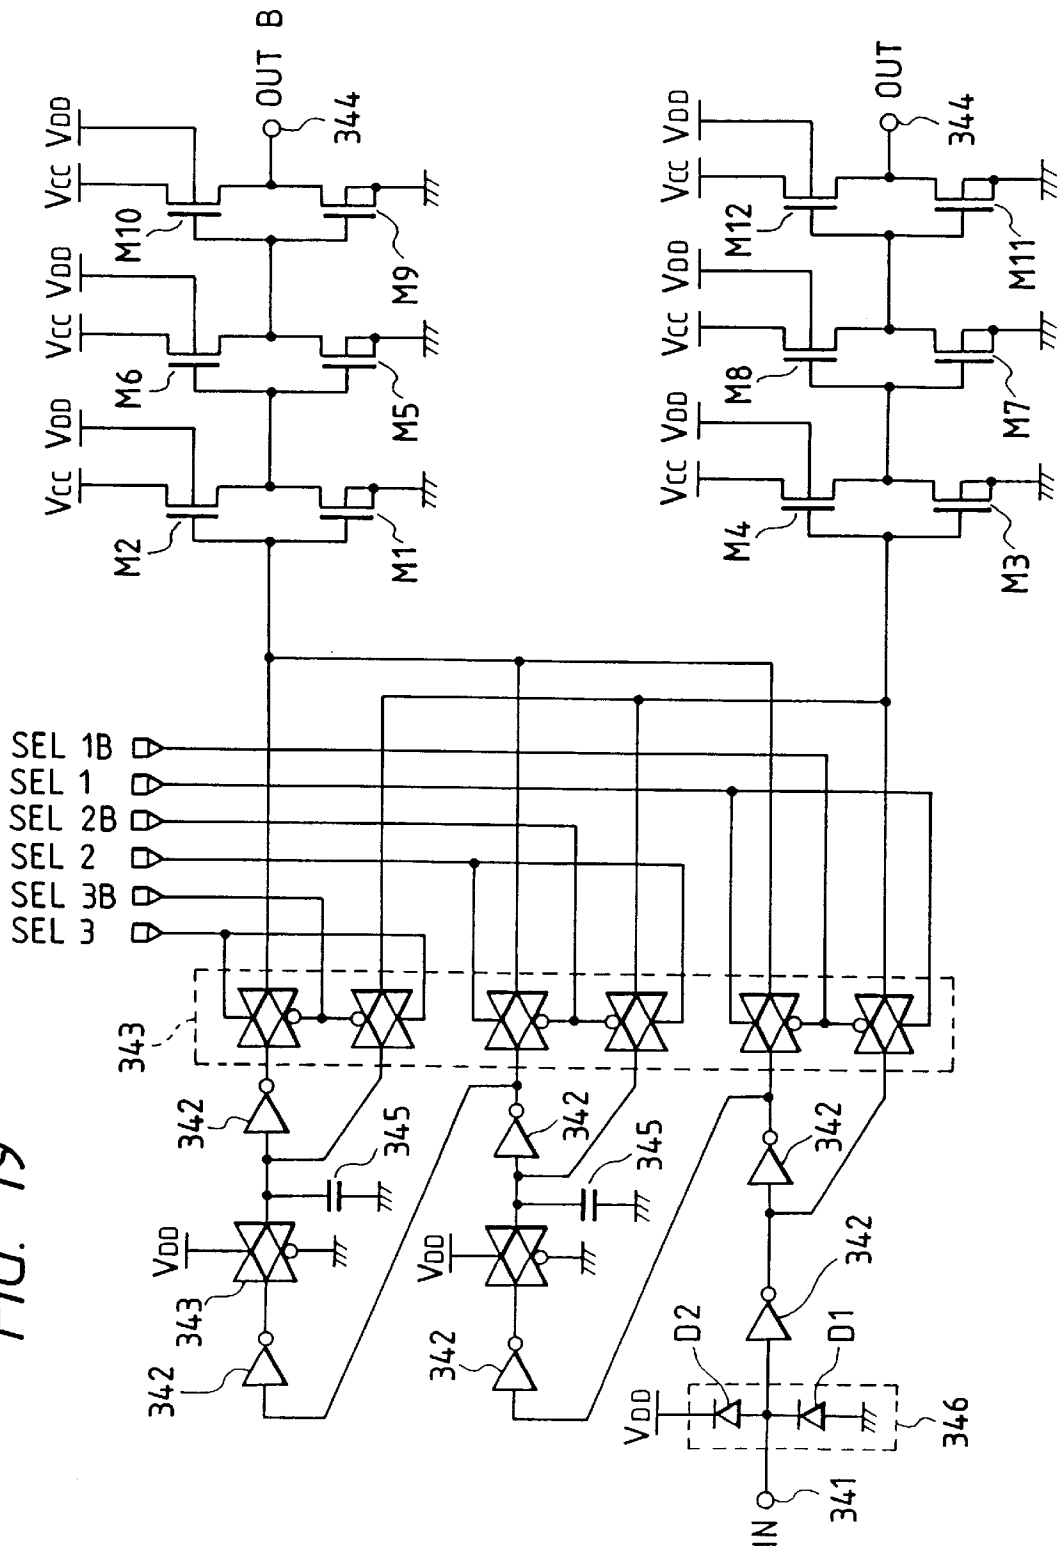 FIG. 19
OUT B
344
VDD
VCC
M10
M9
VDD
VCC
M6
M5
VDD
VCC
M2
M1
OUT
344
VDD
VCC
M12
M11
VDD
VCC
M8
M7
VDD
VCC
M4
M3
SEL 1B
SEL 1
SEL 2B
SEL 2
SEL 3B
SEL 3
343
342
345
VDD
343
342
342
345
VDD
342
342
342
D2
D1
VDD
346
341
IN